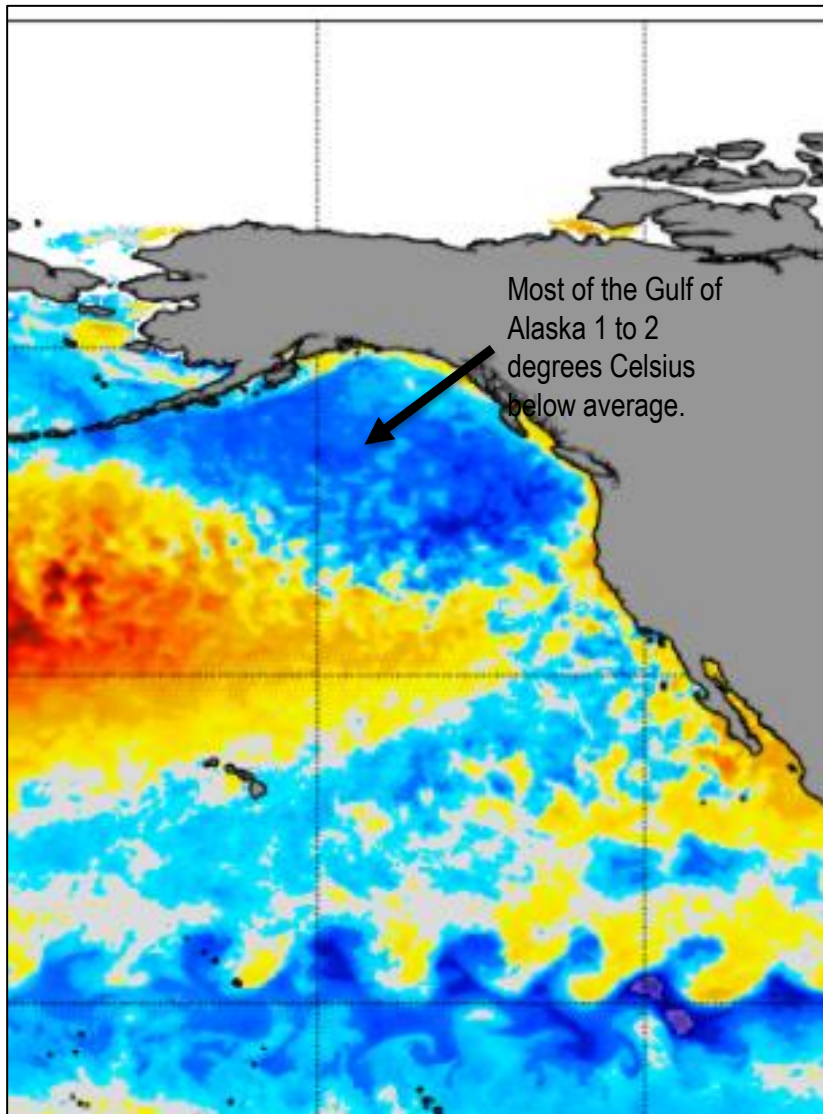 Most of the Gulf of
Alaska 1 to 2
degrees Celsius
below average.